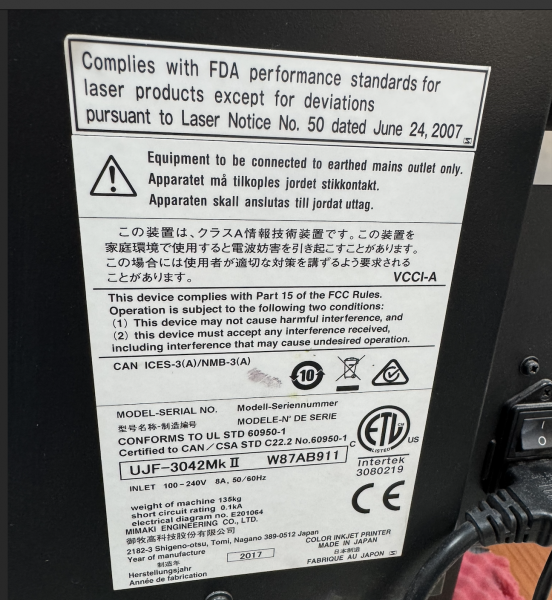 Complies with FDA performance standards for
laser products except for deviations
pursuant to Laser Notice No. 50 dated June 24, 2007
Equipment to be connected to earthed mains outlet only.
Apparatet må tilkoples jordet stikkontakt.
Apparaten skall anslutas till jordat uttag.
この装置は、クラスA情報技術装置です。この装置を
家庭環境で使用すると電波妨害を引き起こすことがあります。
この場合には使用者が適切な対策を講ずるよう要求される
ことがあります。
VCCI-A
This device complies with Part 15 of the FCC Rules.
Operation is subject to the following two conditions:
(1) This device may not cause harmful interference, and
(2) this device must accept any interference received,
including interference that may cause undesired operation.
CAN ICES-3(A)/NMB-3(A)
10
MODEL-SERIAL NO. Modell-Seriennummer
型号名称·制造編号 MODELE-N° DE SERIE
CONFORMS TO UL STD 60950-1
Certified to CAN/CSA STD C22.2 No.60950-1
UJF-3042MkⅡ W87AB911
C ETL CM US
LISTED
Intertek
3080219
INLET 100-240V 8A, 50/60Hz
CE
weight of machine 135kg
short circuit rating 0.1kA
electrical diagram no. E201064
MIMAKI ENGINEERING CO., LTD.
御牧高科技股份有限公司
2182-3 Shigeno-otsu, Tomi, Nagano 389-0512 Japan
Year of manufacture 2017
制造年
Herstellungsjahr
Année de fabrication
COLOR INKJET PRINTER
MADE IN JAPAN
日本制造
FABRIQUE AU JAPON
I
O